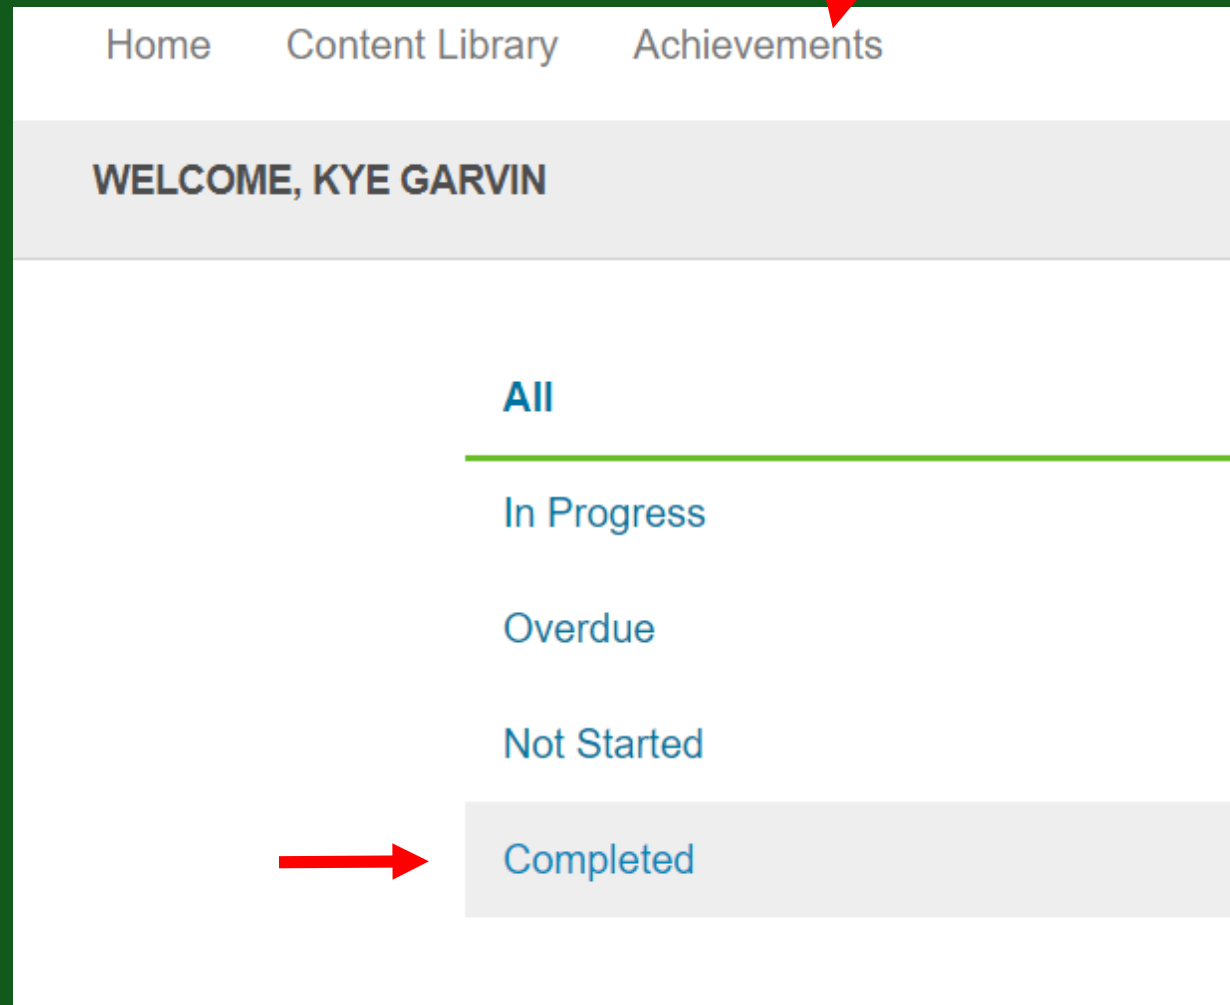 Home Content Library Achievements
WELCOME, KYE GARVIN
All
In Progress
Overdue
Not Started
Completed